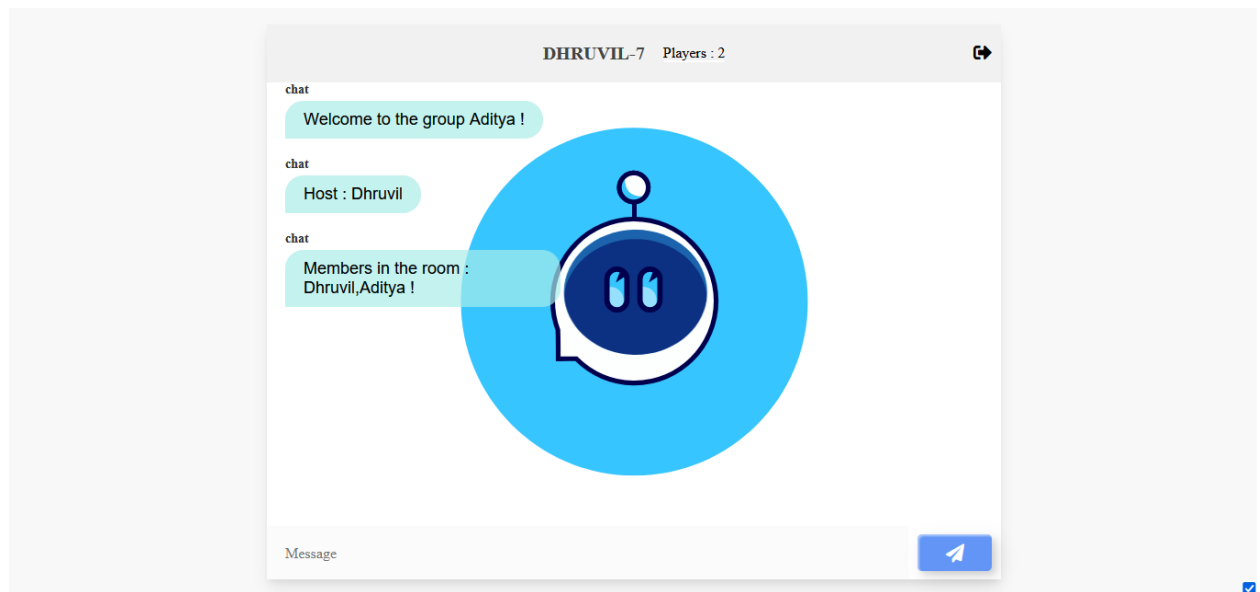 DHRUVIL-7 Players : 2
chat
Welcome to the group Aditya !
chat
Host : Dhruvil
chat
Members in the room :
Dhruvil,Aditya !
Message